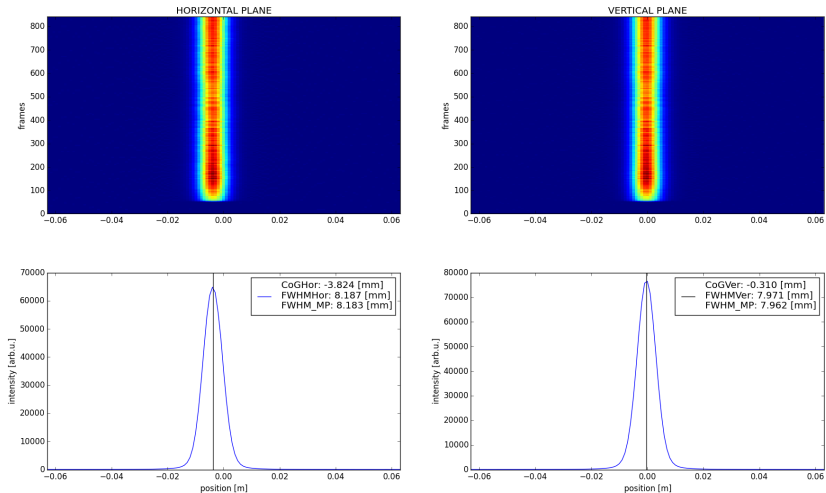 HORIZONTAL PLANE
frames
800
700
600
500
400
300
200
100
0
−0.06 −0.04 −0.02 0.00 0.02 0.04 0.06
VERTICAL PLANE
frames
800
700
600
500
400
300
200
100
0
−0.06 −0.04 −0.02 0.00 0.02 0.04 0.06
70000
60000
50000
40000
30000
20000
10000
0
intensity [arb.u.]
CoGHor: -3.824 [mm]
FWHMHor: 8.187 [mm]
FWHM_MP: 8.183 [mm]
−0.06 −0.04 −0.02 0.00 0.02 0.04 0.06
position [m]
80000
70000
60000
50000
40000
30000
20000
10000
0
intensity [arb.u.]
CoGVer: -0.310 [mm]
FWHMVer: 7.971 [mm]
FWHM_MP: 7.962 [mm]
−0.06 −0.04 −0.02 0.00 0.02 0.04 0.06
position [m]